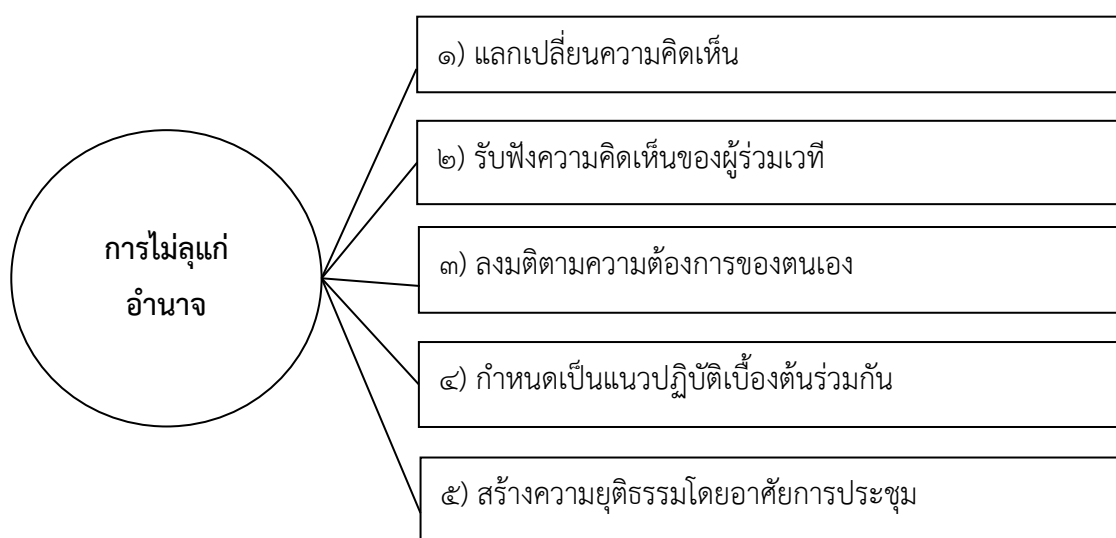 ๑) แลกเปลี่ยนความคิดเห็น
๒) รับฟังความคิดเห็นของผู้ร่วมเวที
การไม่ลุแก่
อำนาจ
๓) ลงมติตามความต้องการของตนเอง
๔) กำหนดเป็นแนวปฏิบัติเบื้องต้นร่วมกัน
๕) สร้างความยุติธรรมโดยอาศัยการประชุม